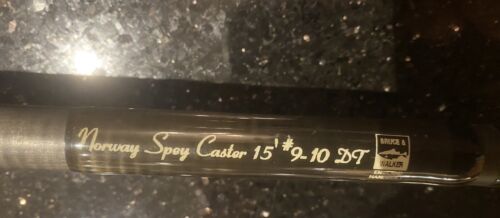 Norway Spey Caster 15' #9-10 DT
BRUCE &
WALKER